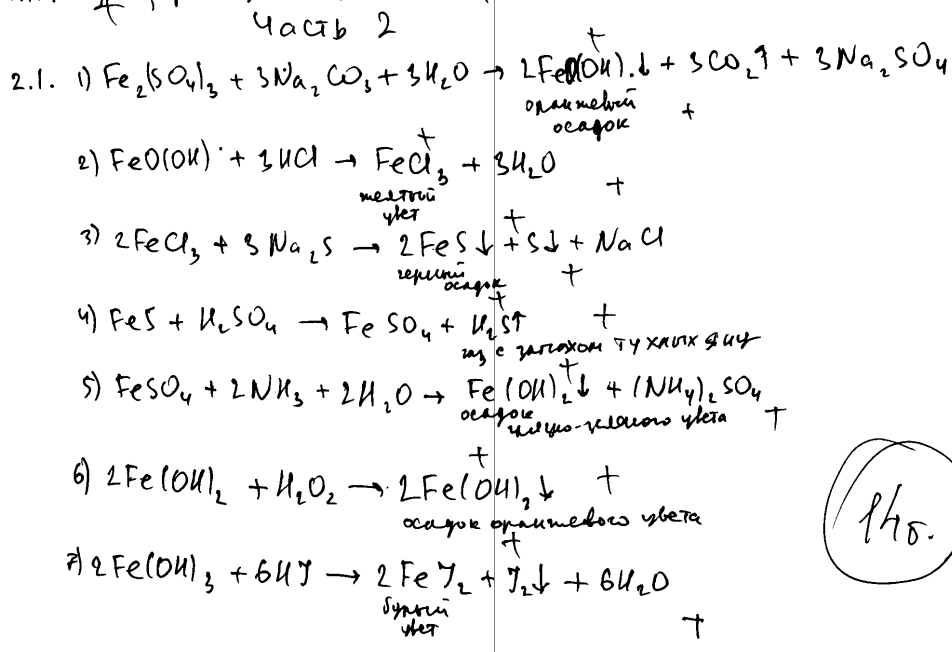 Часть 2
2.1. 1) Fe₂(SO₄)₃ + 3Na₂CO₃ + 3H₂O → 2FeO(OH)↓ + 3CO₂↑ + 3Na₂SO₄
+
оранжевый
осадок +
2) FeO(OH) + 3HCl → FeCl₃ + 3H₂O
+
желтый +
цвет
3) 2FeCl₃ + 3Na₂S → 2FeS↓ + S↓ + NaCl
+
черный
осадок +
4) FeS + H₂SO₄ → FeSO₄ + H₂S↑ +
+
газ с запахом тухлых яиц
5) FeSO₄ + 2NH₃ + 2H₂O → Fe(OH)₂↓ + (NH₄)₂SO₄
+
осадок
цвета +
6) 2Fe(OH)₂ + H₂O₂ → 2Fe(OH)₃↓ +
+
осадок оранжевого цвета
14б.
7) 2Fe(OH)₃ + 6HJ → 2FeJ₂ + J₂↓ + 6H₂O
+
бурый
цвет +